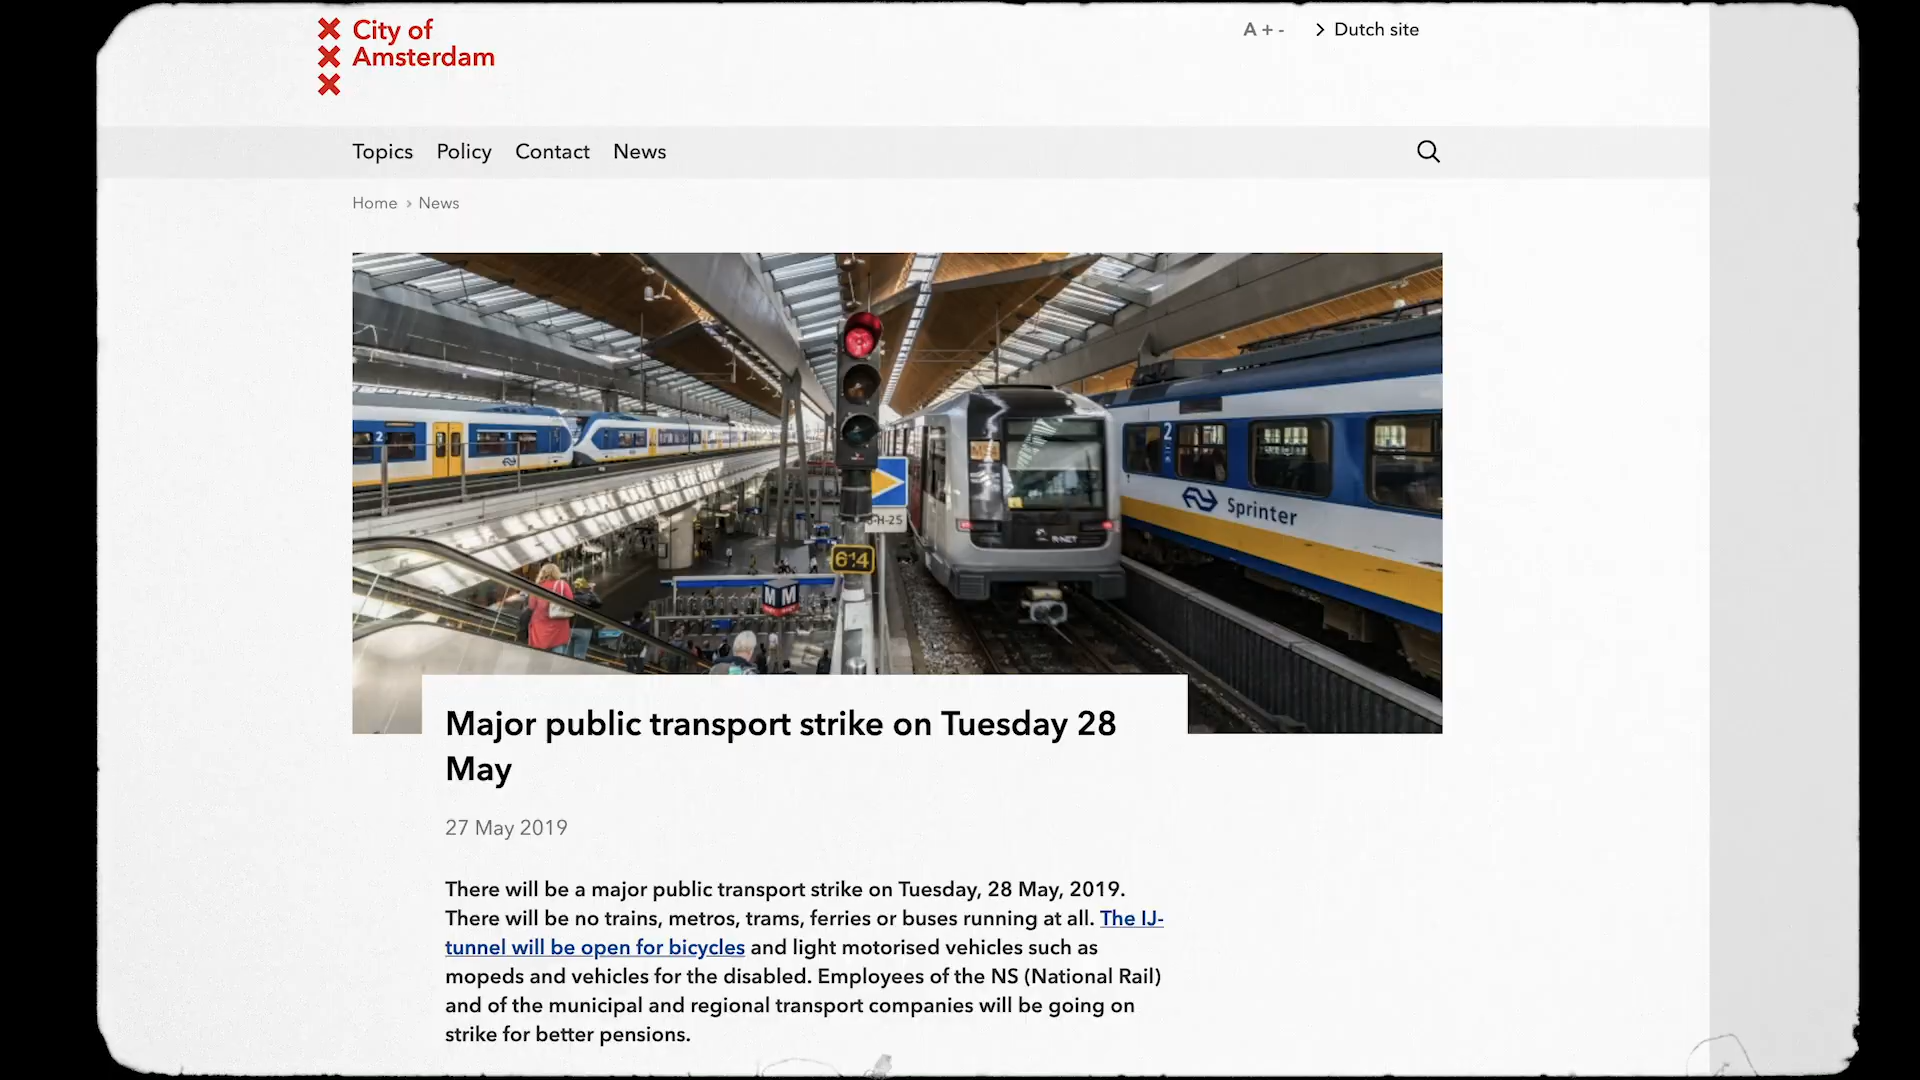 City of
Amsterdam
A + -
Dutch site
Topics Policy Contact News
Home › News
2
2
Sprinter
R-NET
-H-25
614
M M
Major public transport strike on Tuesday 28
May
27 May 2019
There will be a major public transport strike on Tuesday, 28 May, 2019.
There will be no trains, metros, trams, ferries or buses running at all. The IJ-
tunnel will be open for bicycles and light motorised vehicles such as
mopeds and vehicles for the disabled. Employees of the NS (National Rail)
and of the municipal and regional transport companies will be going on
strike for better pensions.